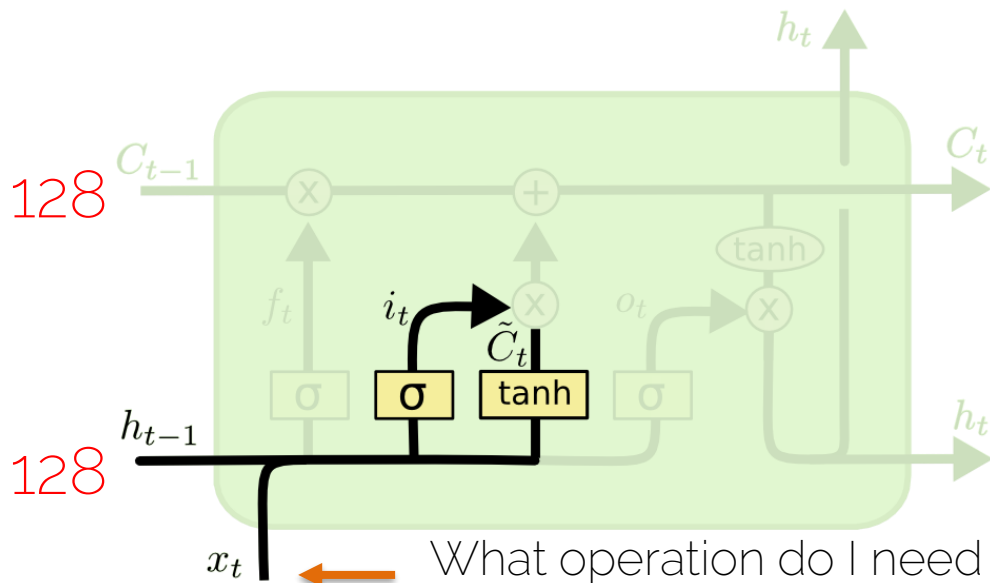 h_t
C_{t-1}
C_t
128
x
+
tanh
f_t
i_t
x
o_t
x
C̃_t
σ
σ
tanh
σ
h_{t-1}
h_t
128
x_t
What operation do I need